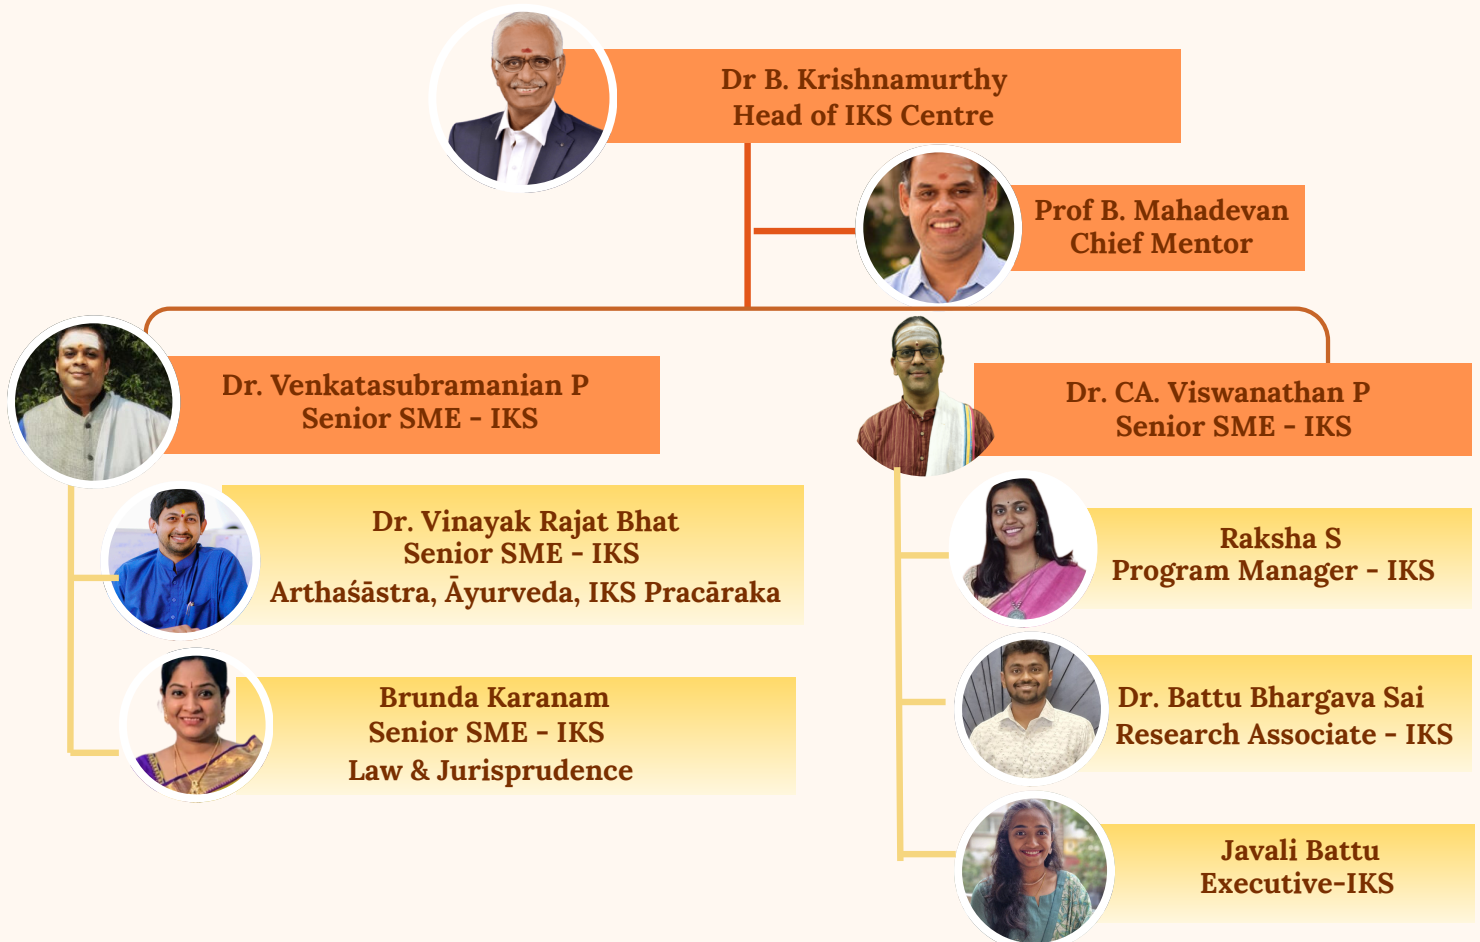 Dr B. Krishnamurthy
Head of IKS Centre
Prof B. Mahadevan
Chief Mentor
Dr. Venkatasubramanian P
Senior SME - IKS
Dr. CA. Viswanathan P
Senior SME - IKS
Dr. Vinayak Rajat Bhat
Senior SME - IKS
Arthaśāstra, Āyurveda, IKS Pracāraka
Brunda Karanam
Senior SME - IKS
Law & Jurisprudence
Raksha S
Program Manager - IKS
Dr. Battu Bhargava Sai
Research Associate - IKS
Javali Battu
Executive-IKS